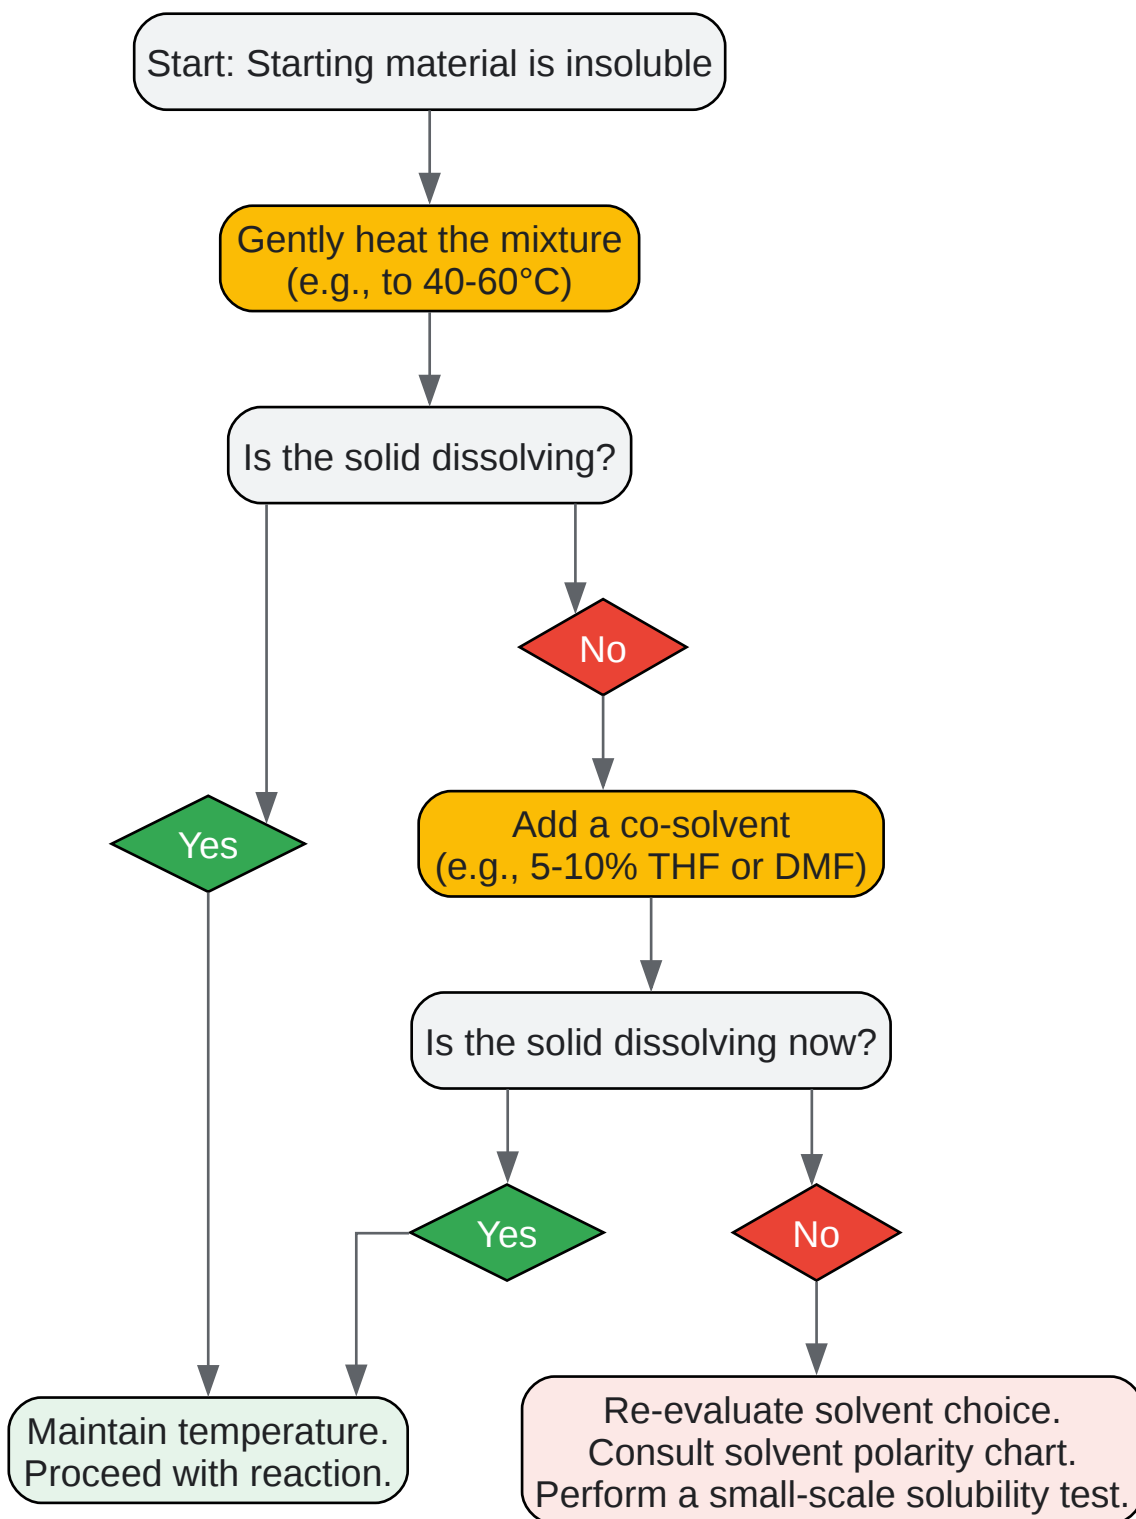 Start: Starting material is insoluble
Gently heat the mixture
(e.g., to 40-60°C)
Is the solid dissolving?
No
Yes
Add a co-solvent
(e.g., 5-10% THF or DMF)
Is the solid dissolving now?
Yes
No
Maintain temperature.
Proceed with reaction.
Re-evaluate solvent choice.
Consult solvent polarity chart.
Perform a small-scale solubility test.